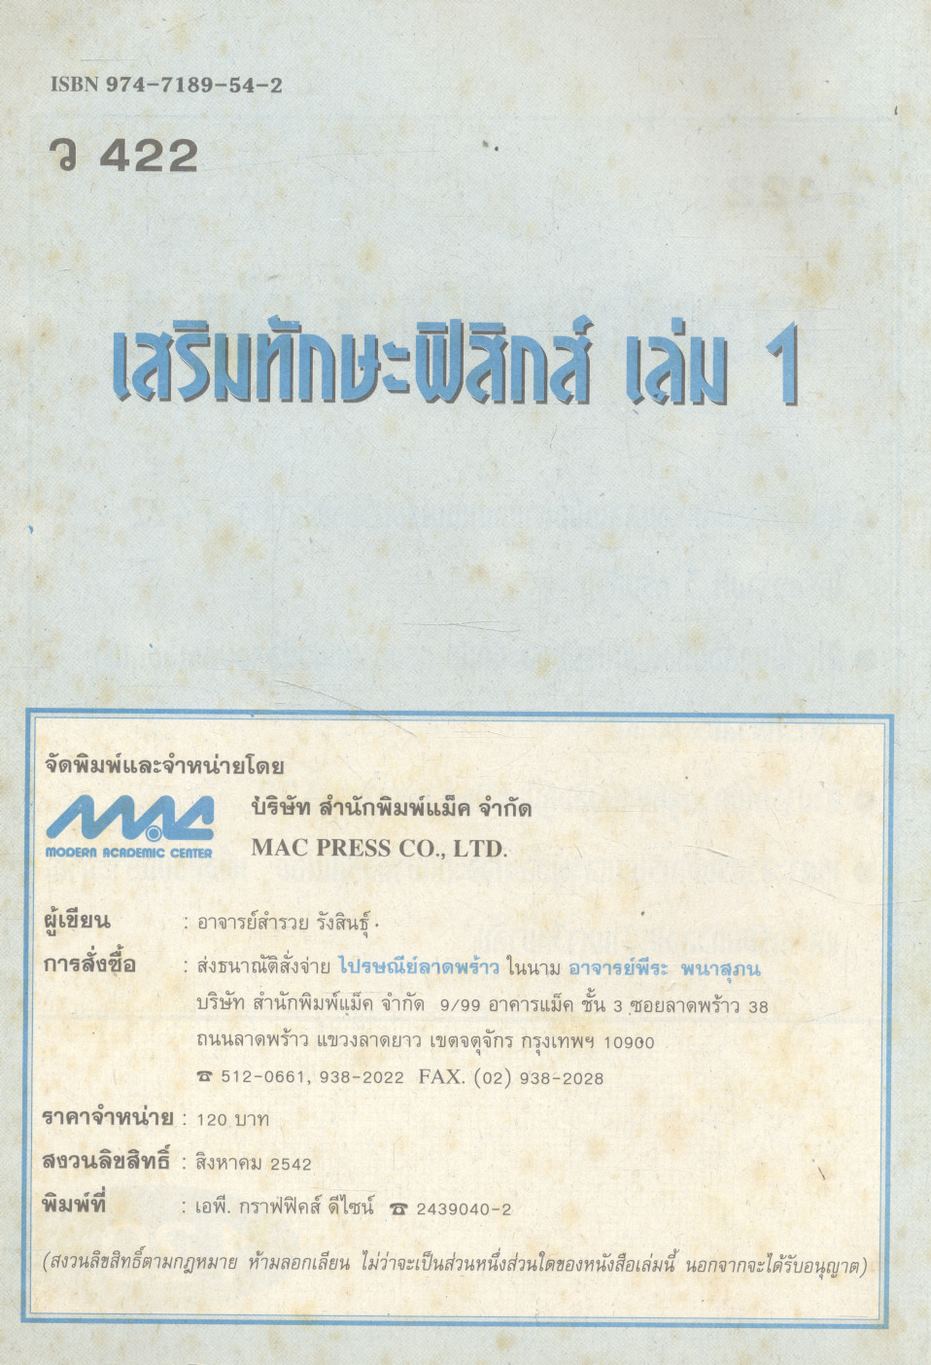 ISBN 974-7189-54-2
ว 422
เสริมทักษะฟิสิกส์ เล่ม 1
จัดพิมพ์และจำหน่ายโดย
MAC
MODERN ACADEMIC CENTER
บริษัท สำนักพิมพ์แม็ค จำกัด
MAC PRESS CO., LTD.
ผู้เขียน : อาจารย์สำรวย รังสินธุ์
การสั่งซื้อ : ส่งธนาณัติสั่งจ่าย ไปรษณีย์ลาดพร้าว ในนาม อาจารย์พีระ พนาสุภน
บริษัท สำนักพิมพ์แม็ค จำกัด 9/99 อาคารแม็ค ชั้น 3 ซอยลาดพร้าว 38
ถนนลาดพร้าว แขวงลาดยาว เขตจตุจักร กรุงเทพฯ 10900
☎ 512-0661, 938-2022 FAX. (02) 938-2028
ราคาจำหน่าย : 120 บาท
สงวนลิขสิทธิ์ : สิงหาคม 2542
พิมพ์ที่ : เอพี. กราฟฟิคส์ ดีไซน์ ☎ 2439040-2
(สงวนลิขสิทธิ์ตามกฎหมาย ห้ามลอกเลียน ไม่ว่าจะเป็นส่วนหนึ่งส่วนใดของหนังสือเล่มนี้ นอกจากจะได้รับอนุญาต)